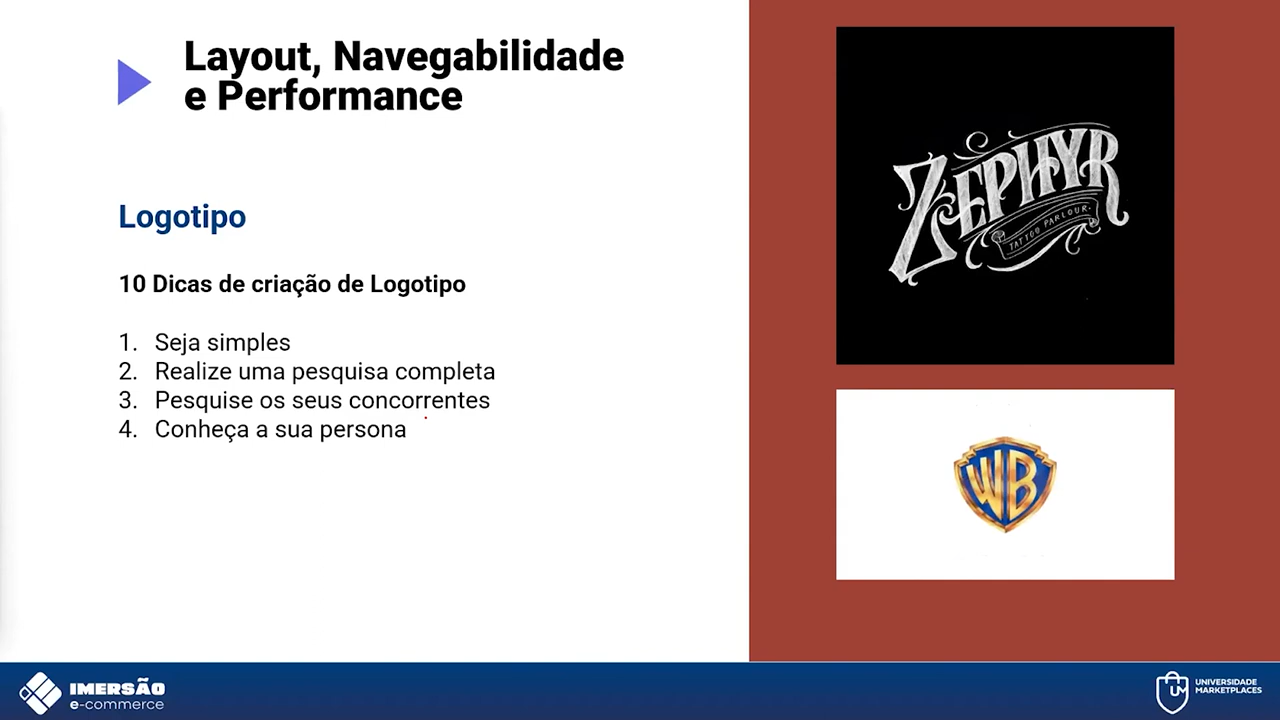 Layout, Navegabilidade
e Performance
Logotipo
10 Dicas de criação de Logotipo
1. Seja simples
2. Realize uma pesquisa completa
3. Pesquise os seus concorrentes
4. Conheça a sua persona
ZEPHYR
TATTOO PARLOUR
WB
IMERSÃO
e-commerce
UM
UNIVERSIDADE
MARKETPLACES